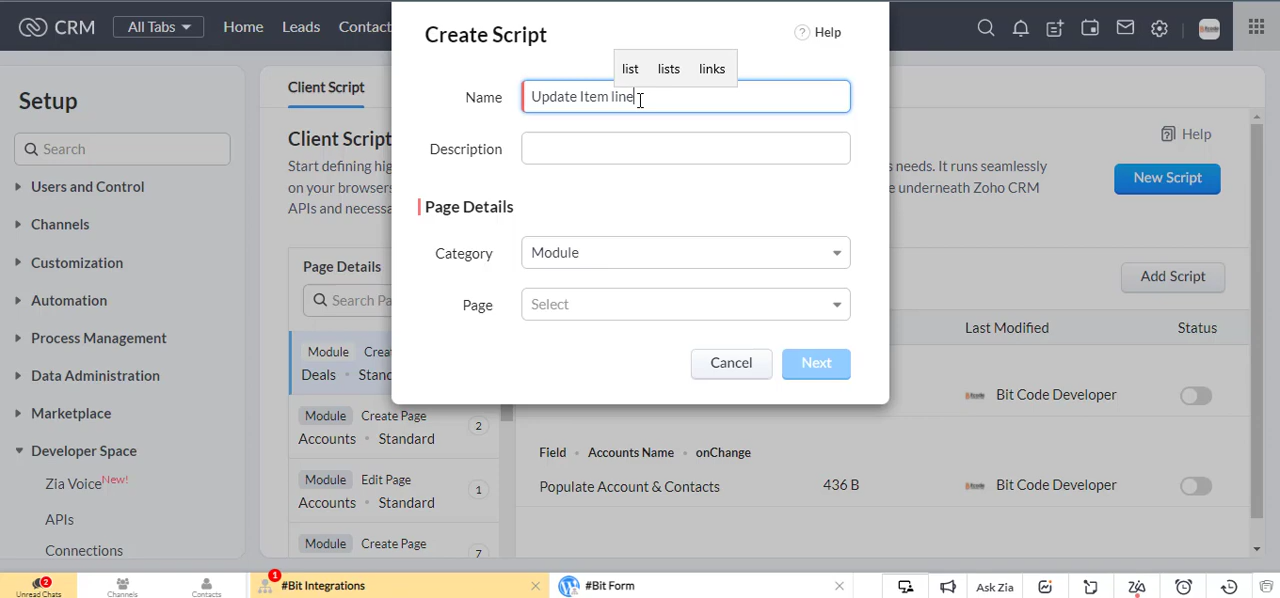 CRM All Tabs Home Leads Contact
Setup
Search
Users and Control
Channels
Customization
Automation
Process Management
Data Administration
Marketplace
Developer Space
Zia Voice New!
APIs
Connections
Client Script
Client Script
Start defining hig
on your browsers
APIs and necessa
needs. It runs seamlessly
e underneath Zoho CRM
Help
New Script
Page Details
Search Pa
Add Script
Module Crea
Deals • Stand
Module Create Page
Accounts • Standard
2
Module Edit Page
Accounts • Standard
1
Module Create Page
7
Last Modified Status
Bit Code Developer
Field • Accounts Name • onChange
Populate Account & Contacts 436 B Bit Code Developer
Create Script
Help
list lists links
Name Update Item line
Description
Page Details
Category Module
Page Select
Cancel Next
2
Unread Chats
Channels
Contacts
1
#Bit Integrations
#Bit Form
Ask Zia